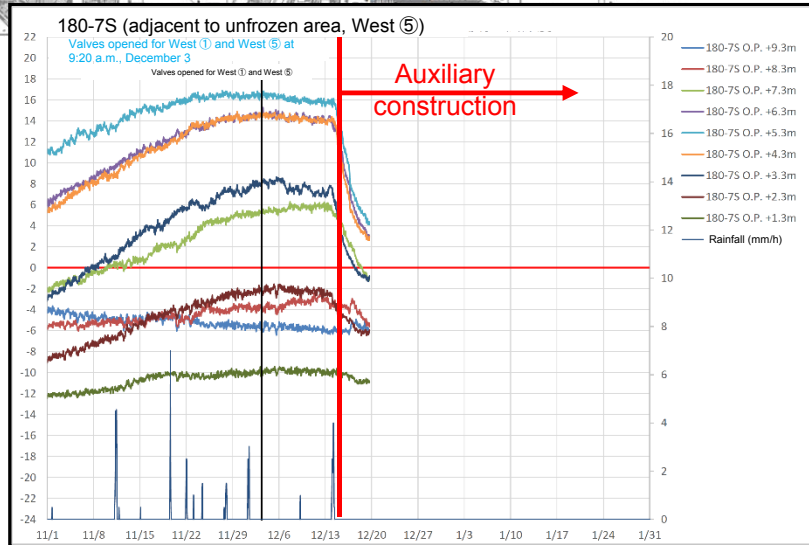 180-7S (adjacent to unfrozen area, West ⑤)
Valves opened for West ① and West ⑤ at
9:20 a.m., December 3
Valves opened for West ① and West ⑤
Auxiliary
construction
22
20
18
16
14
12
10
8
6
4
2
0
-2
-4
-6
-8
-10
-12
-14
-16
-18
-20
-22
-24
20
18
16
14
12
10
8
6
4
2
0
11/1 11/8 11/15 11/22 11/29 12/6 12/13 12/20 12/27 1/3 1/10 1/17 1/24 1/31
180-7S O.P. +9.3m
180-7S O.P. +8.3m
180-7S O.P. +7.3m
180-7S O.P. +6.3m
180-7S O.P. +5.3m
180-7S O.P. +4.3m
180-7S O.P. +3.3m
180-7S O.P. +2.3m
180-7S O.P. +1.3m
Rainfall (mm/h)